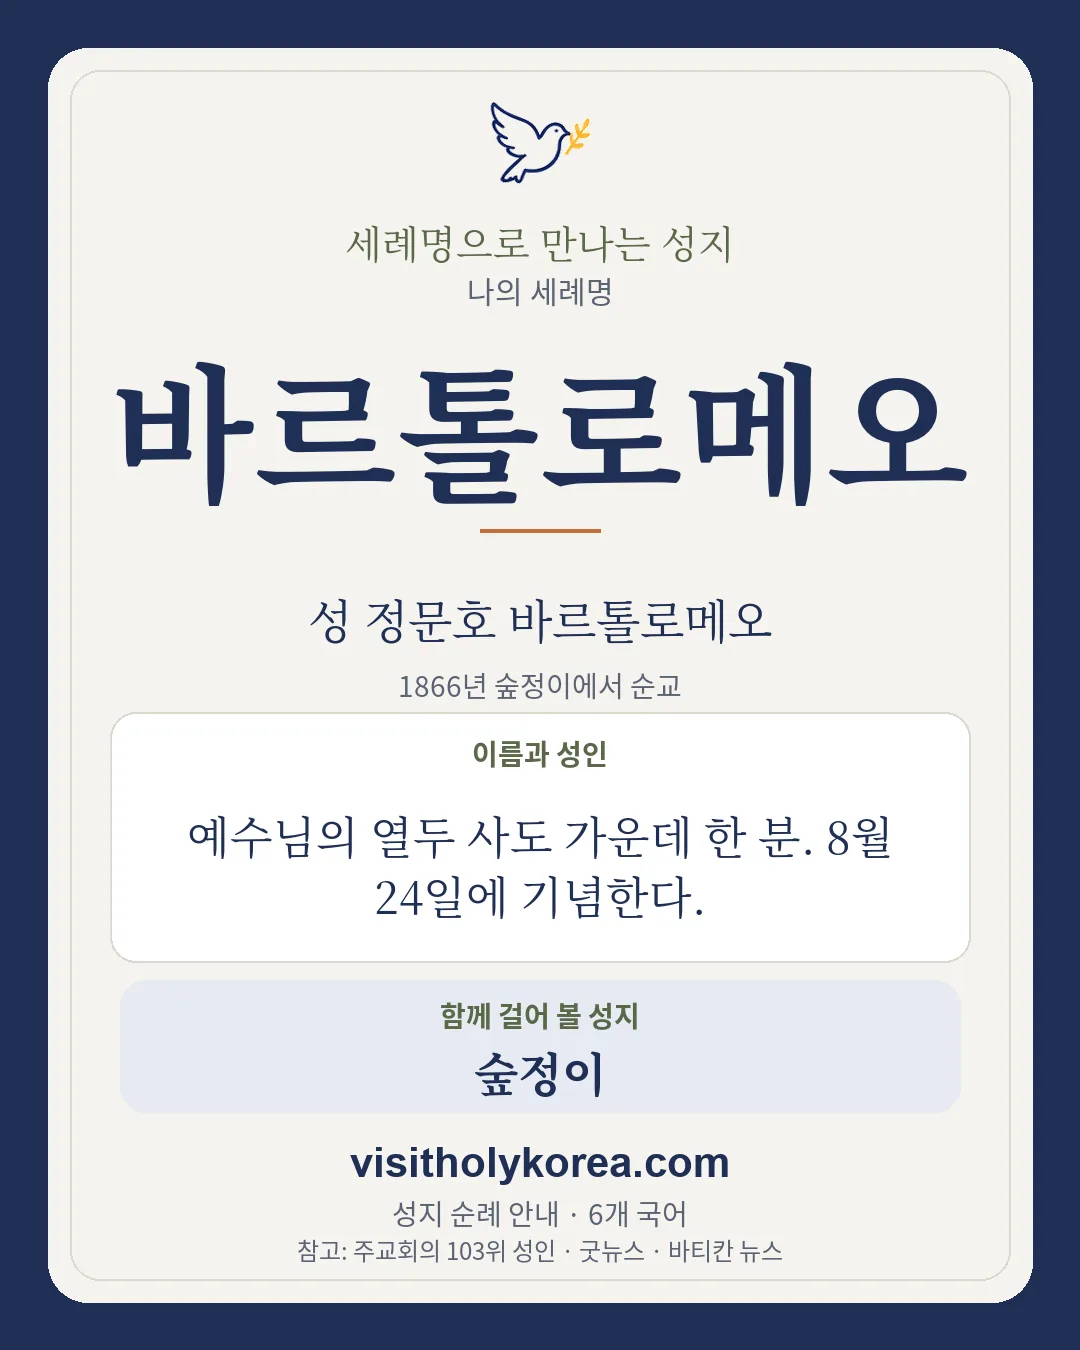 세례명으로 만나는 성지
나의 세례명
바르톨로메오
성 정문호 바르톨로메오
1866년 숲정이에서 순교
이름과 성인
예수님의 열두 사도 가운데 한 분. 8월
24일에 기념한다.
함께 걸어 볼 성지
숲정이
visitholykorea.com
성지 순례 안내 · 6개 국어
참고: 주교회의 103위 성인 · 굿뉴스 · 바티칸 뉴스